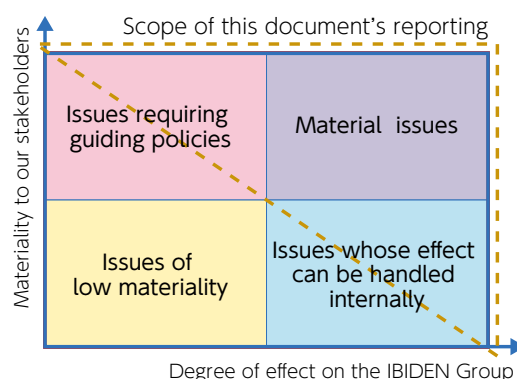 Scope of this document’s reporting
Materiality to our stakeholders
Issues requiring
guiding policies
Material issues
Issues of
low materiality
Issues whose effect
can be handled
internally
Degree of effect on the IBIDEN Group